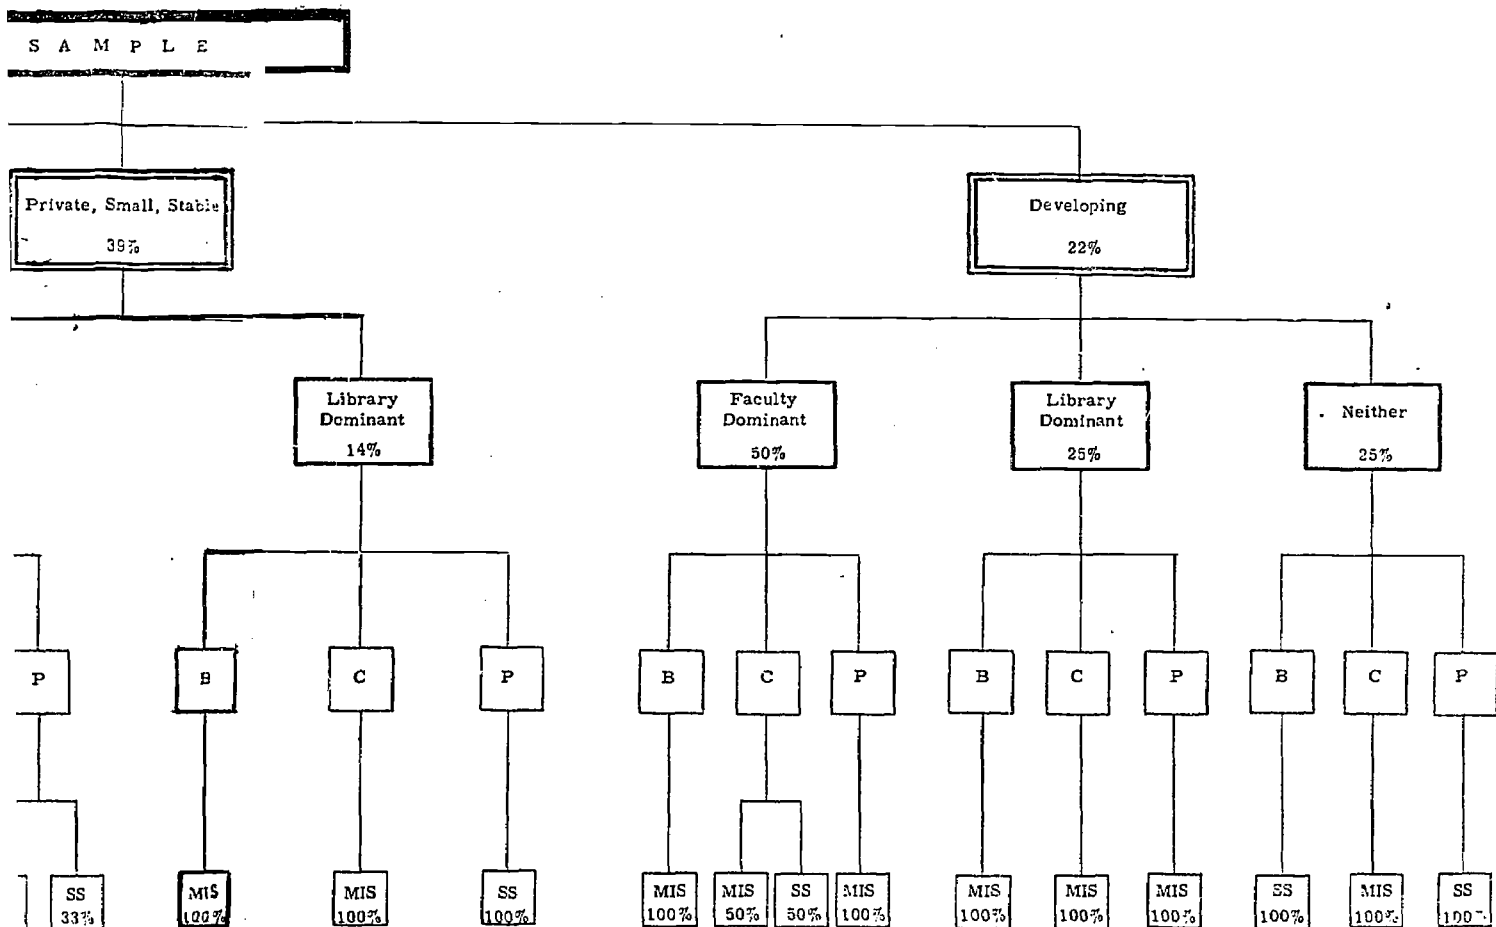 S A M P L E
Private, Small, Stable
39%
Developing
22%
Library
Dominant
14%
Faculty
Dominant
50%
Library
Dominant
25%
Neither
25%
P
B
C
P
B
C
P
B
C
P
B
C
P
SS
33%
MIS
100%
MIS
100%
SS
100%
MIS
100%
MIS
50%
SS
50%
MIS
100%
MIS
100%
MIS
100%
MIS
100%
SS
100%
MIS
100%
SS
100%